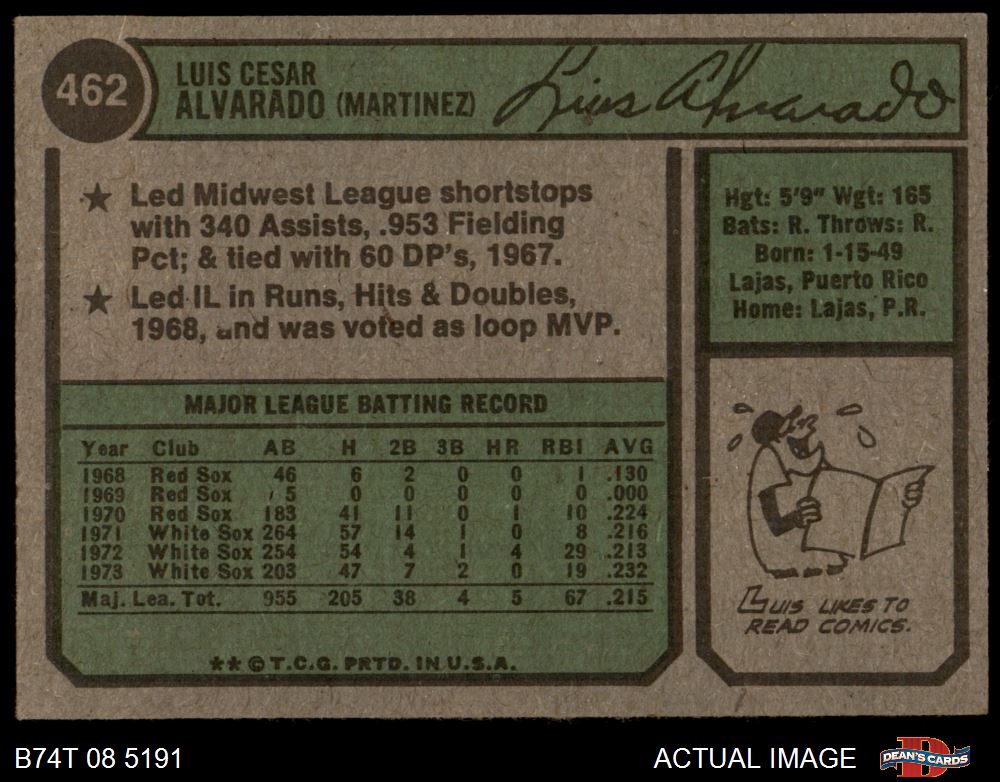 462
LUIS CESAR
ALVARADO (MARTINEZ)
Luis Alvarado
★ Led Midwest League shortstops
with 340 Assists, .953 Fielding
Pct; & tied with 60 DP's, 1967.
★ Led IL in Runs, Hits & Doubles,
1968, and was voted as loop MVP.
Hgt: 5'9" Wgt: 165
Bats: R. Throws: R.
Born: 1-15-49
Lajas, Puerto Rico
Home: Lajas, P.R.
MAJOR LEAGUE BATTING RECORD
Year Club AB H 2B 3B HR RBI AVG
1968 Red Sox 46 6 2 0 0 1 .130
1969 Red Sox 5 0 0 0 0 0 .000
1970 Red Sox 183 41 11 0 1 10 .224
1971 White Sox 264 57 14 1 0 8 .216
1972 White Sox 254 54 4 1 4 29 .213
1973 White Sox 203 47 7 2 0 19 .232
Maj. Lea. Tot. 955 205 38 4 5 67 .215
** © T.C.G. PRTD. IN U.S.A.
LUIS LIKES TO
READ COMICS.
B74T 08 5191
ACTUAL IMAGE
DEAN'S CARDS